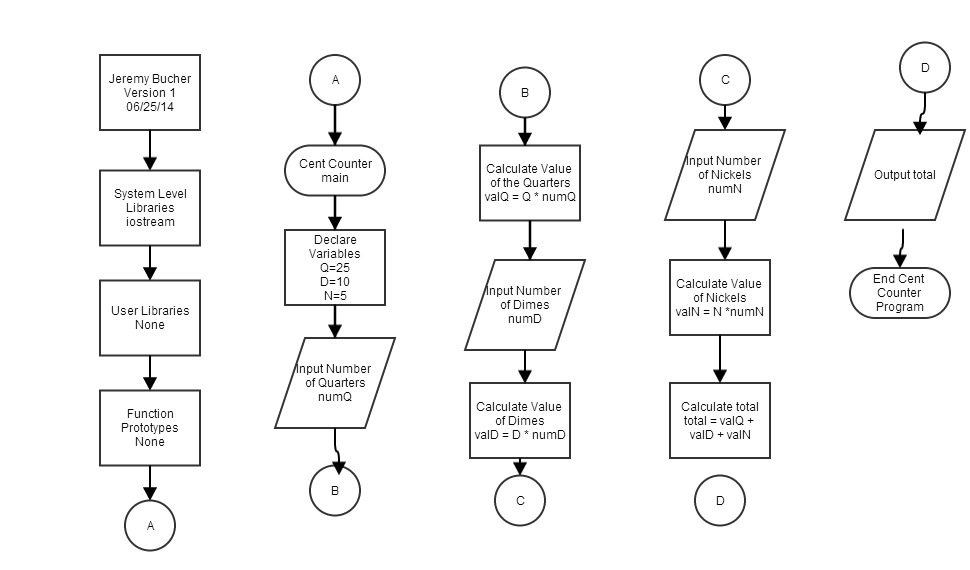 Jeremy Bucher
Version 1
06/25/14
System Level
Libraries
iostream
User Libraries
None
Function
Prototypes
None
A
A
Cent Counter
main
Declare
Variables
Q=25
D=10
N=5
Input Number
of Quarters
numQ
B
B
Calculate Value
of the Quarters
valQ = Q * numQ
Input Number
of Dimes
numD
Calculate Value
of Dimes
valD = D * numD
C
C
Input Number
of Nickels
numN
Calculate Value
of Nickels
valN = N *numN
Calculate total
total = valQ +
valD + valN
D
D
Output total
End Cent
Counter
Program